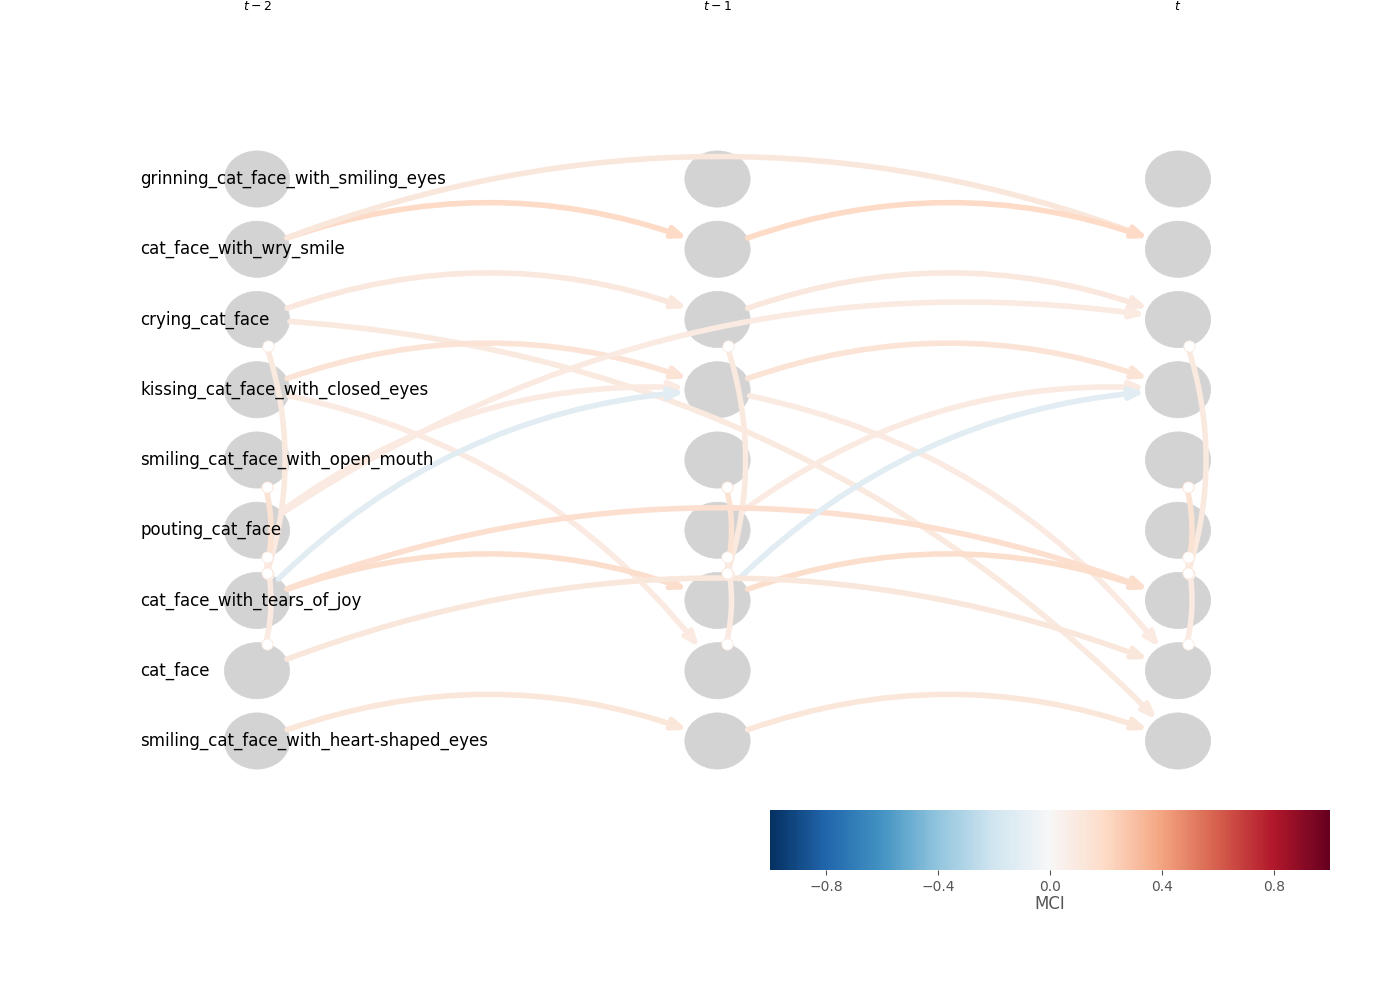 t − 2 t − 1 t
grinning_cat_face_with_smiling_eyes
cat_face_with_wry_smile
crying_cat_face
kissing_cat_face_with_closed_eyes
smiling_cat_face_with_open_mouth
pouting_cat_face
cat_face_with_tears_of_joy
cat_face
smiling_cat_face_with_heart-shaped_eyes
−0.8 −0.4 0.0 0.4 0.8
MCI